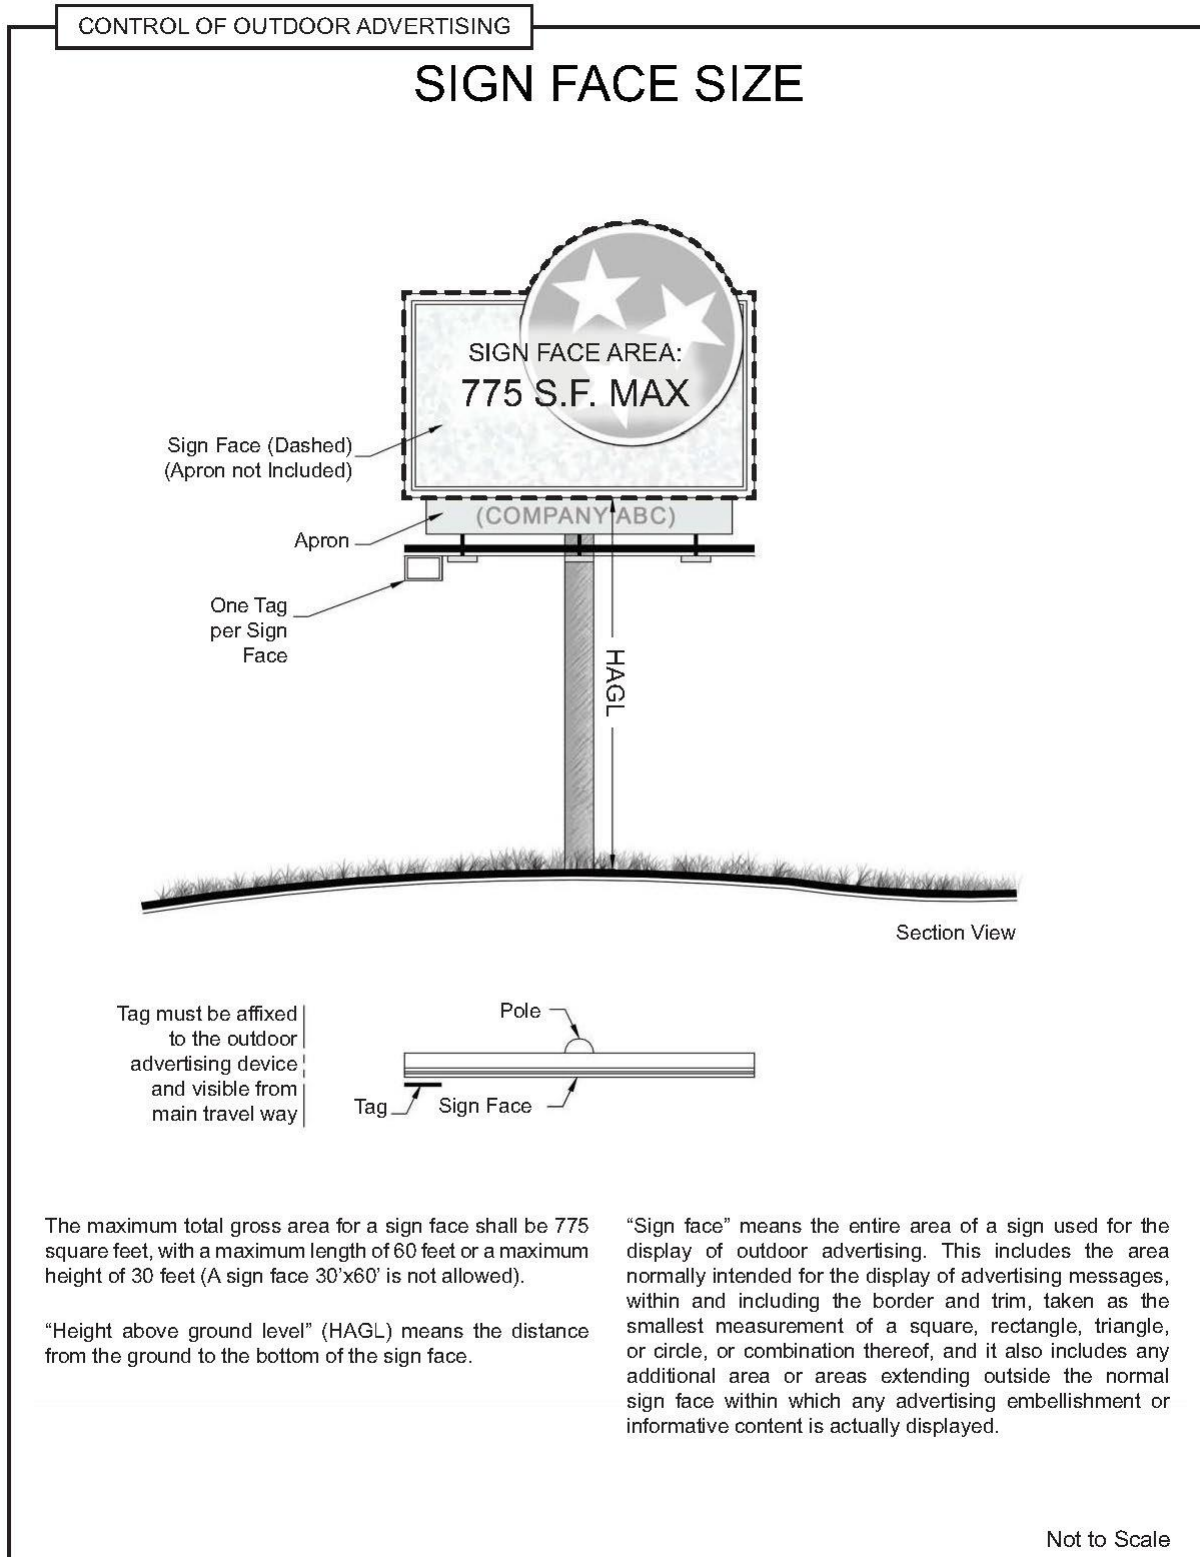 CONTROL OF OUTDOOR ADVERTISING
SIGN FACE SIZE
SIGN FACE AREA:
775 S.F. MAX
Sign Face (Dashed)
(Apron not Included)
(COMPANY ABC)
Apron
One Tag
per Sign
Face
HAGL
Section View
Tag must be affixed
to the outdoor
advertising device
and visible from
main travel way
Pole
Tag
Sign Face
The maximum total gross area for a sign face shall be 775
square feet, with a maximum length of 60 feet or a maximum
height of 30 feet (A sign face 30’x60’ is not allowed).
“Height above ground level” (HAGL) means the distance
from the ground to the bottom of the sign face.
“Sign face” means the entire area of a sign used for the
display of outdoor advertising. This includes the area
normally intended for the display of advertising messages,
within and including the border and trim, taken as the
smallest measurement of a square, rectangle, triangle,
or circle, or combination thereof, and it also includes any
additional area or areas extending outside the normal
sign face within which any advertising embellishment or
informative content is actually displayed.
Not to Scale